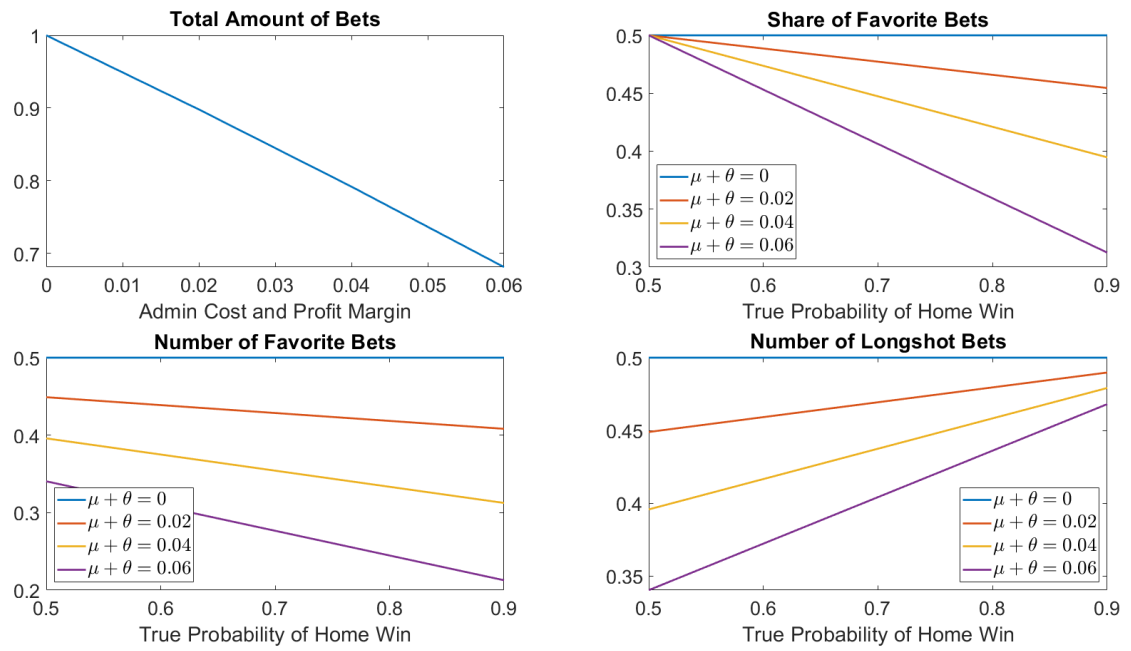 Total Amount of Bets
1
0.9
0.8
0.7
0 0.01 0.02 0.03 0.04 0.05 0.06
Admin Cost and Profit Margin
Share of Favorite Bets
0.5
0.45
0.4
0.35
0.3
μ + θ = 0
μ + θ = 0.02
μ + θ = 0.04
μ + θ = 0.06
0.5 0.6 0.7 0.8 0.9
True Probability of Home Win
Number of Favorite Bets
0.5
0.4
0.3
0.2
μ + θ = 0
μ + θ = 0.02
μ + θ = 0.04
μ + θ = 0.06
0.5 0.6 0.7 0.8 0.9
True Probability of Home Win
Number of Longshot Bets
0.5
0.45
0.4
0.35
μ + θ = 0
μ + θ = 0.02
μ + θ = 0.04
μ + θ = 0.06
0.5 0.6 0.7 0.8 0.9
True Probability of Home Win